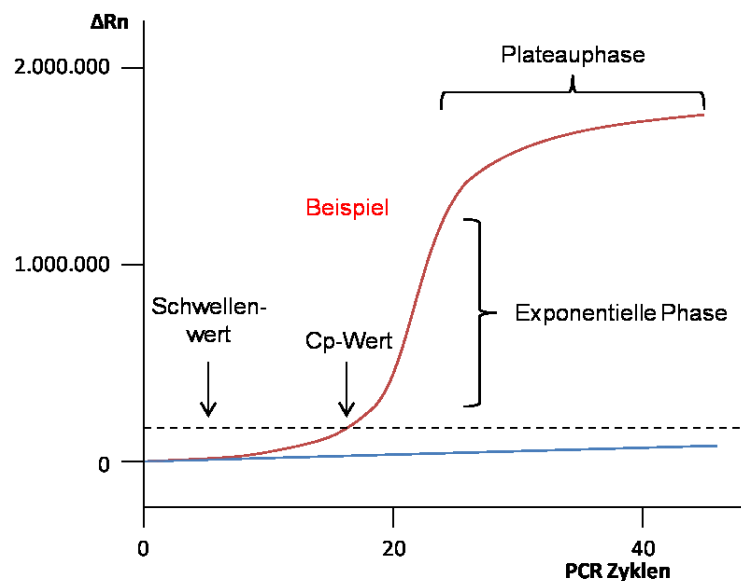 ΔRn
2.000.000
Plateauphase
Beispiel
1.000.000
Schwellen-
wert
Cp-Wert
Exponentielle Phase
0
0
20
40
PCR Zyklen